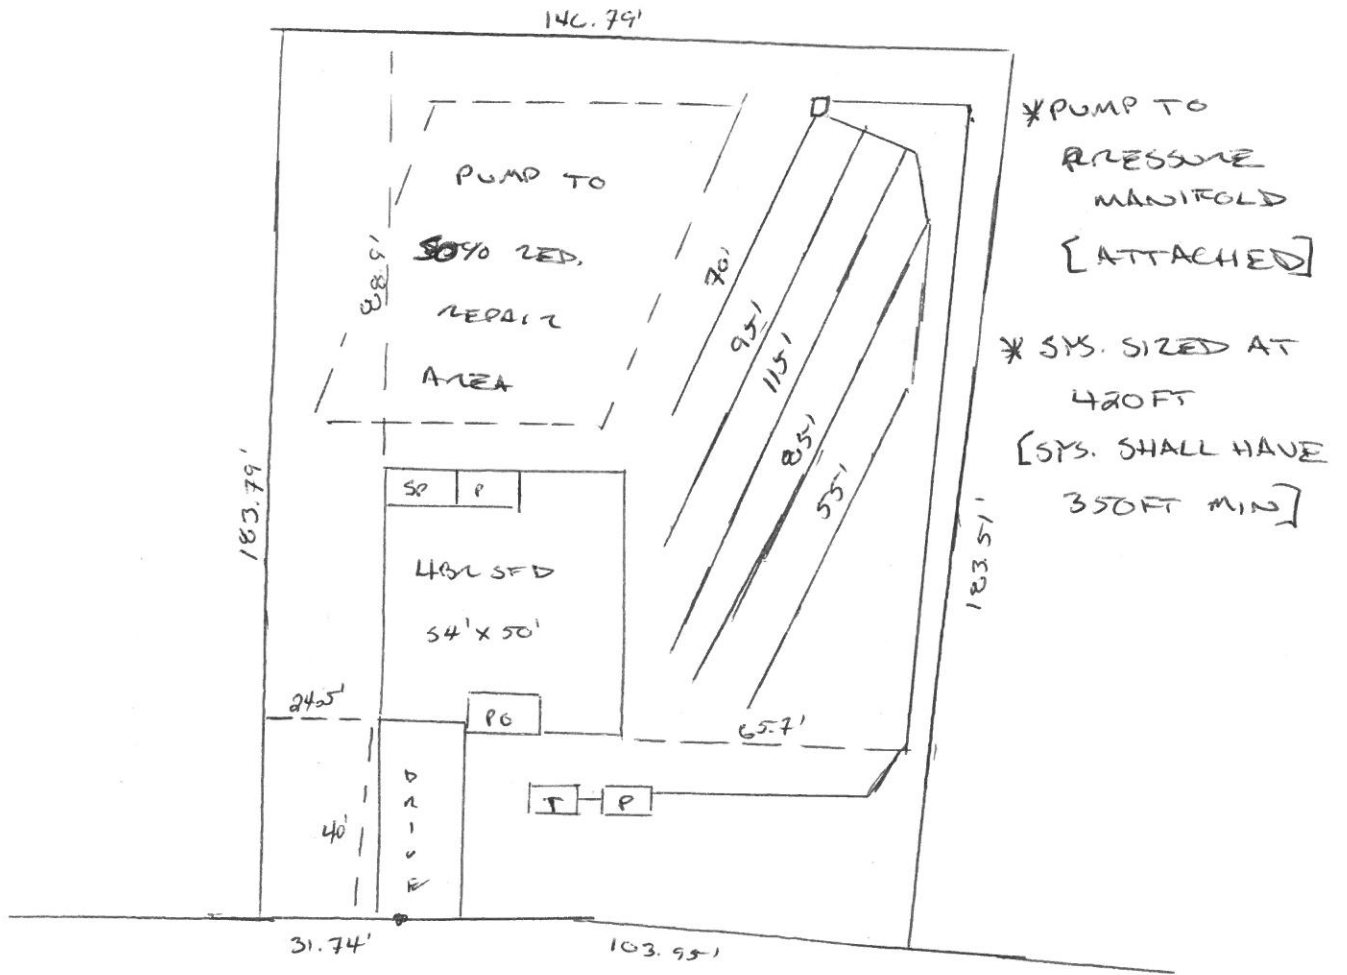 146.79'
*PUMP TO
PRESSURE
MANIFOLD
[ATTACHED]
* SYS. SIZED AT
420FT
[SYS. SHALL HAVE
350FT MIN]
PUMP TO
50% RED.
REPAIR
AREA
88.9'
70'
95'
115'
85'
55'
183.79'
183.51'
SP
P
4BR SFD
54' X 50'
PO
24.5'
65.7'
40'
DRIVE
T
P
31.74'
103.95'